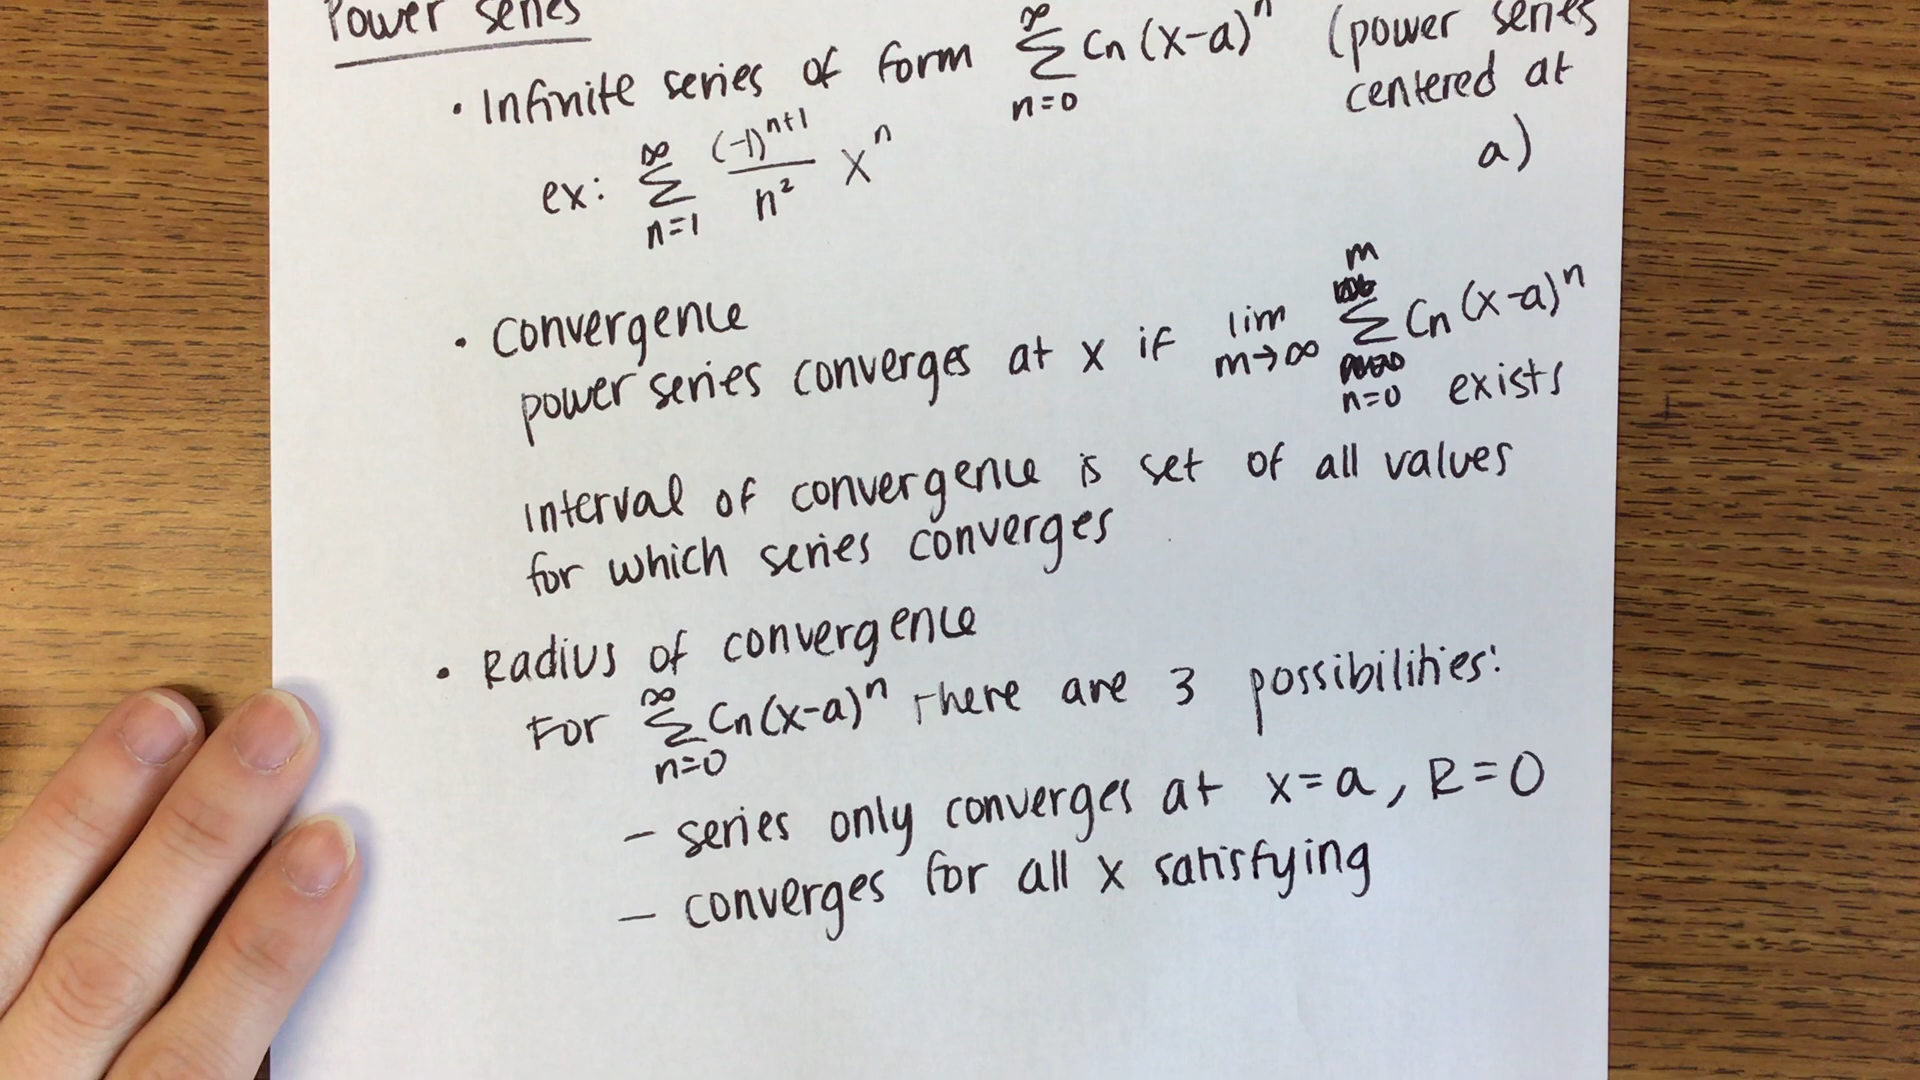 Power series
• Infinite series of form ∞∑n=0 Cn (x-a)^n (power series
centered at
a)
ex: ∞∑n=1 (-1)^n+1 / n² x^n
• Convergence
power series converges at x if lim m→∞ m∑n=0 Cn (x-a)^n
exists
interval of convergence is set of all values
for which series converges
• Radius of convergence
For ∞∑n=0 Cn(x-a)^n there are 3 possibilities:
— series only converges at x=a, R=0
— converges for all x satisfying